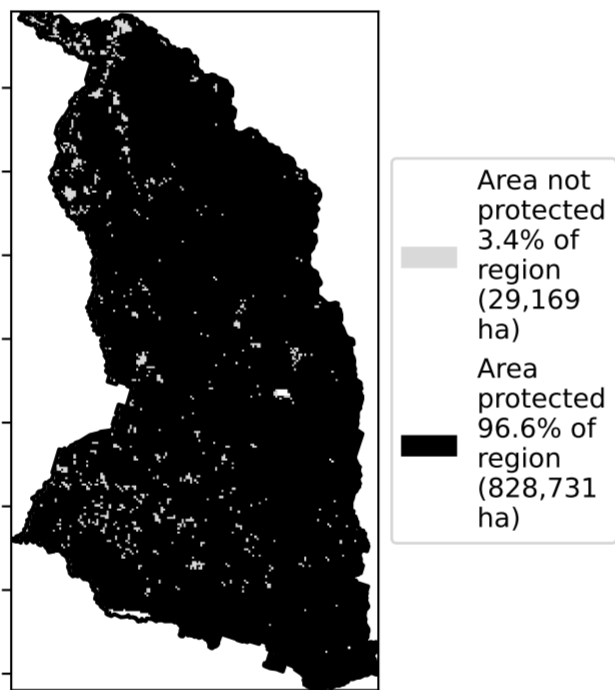 Area not
protected
3.4% of
region
(29,169
ha)
Area
protected
96.6% of
region
(828,731
ha)